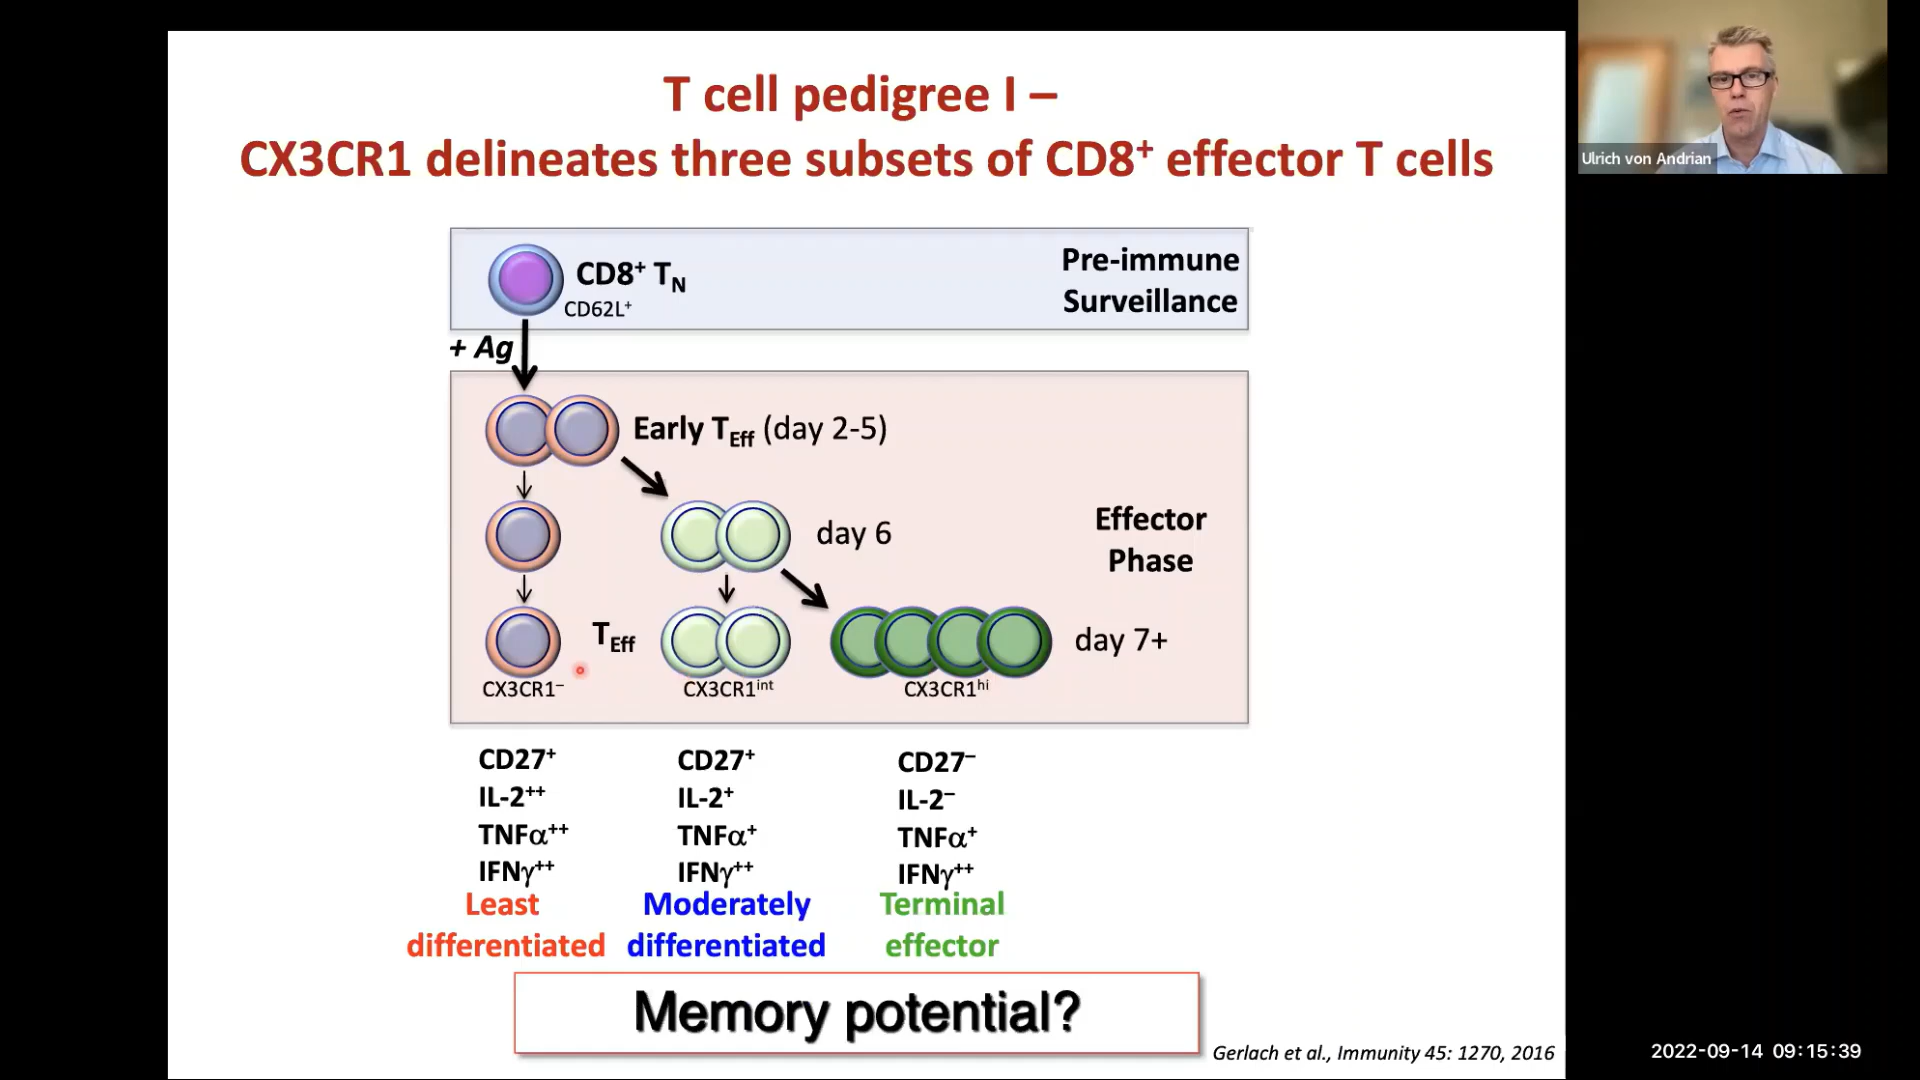 T cell pedigree I –
CX3CR1 delineates three subsets of CD8⁺ effector T cells
Ulrich von Andrian
CD8⁺ T_N
CD62L⁺
Pre-immune
Surveillance
+ Ag
Early T_Eff (day 2-5)
day 6
Effector
Phase
T_Eff
day 7+
CX3CR1⁻
CX3CR1ⁱⁿᵗ
CX3CR1ʰⁱ
CD27⁺
IL-2⁺⁺
TNFα⁺⁺
IFNγ⁺⁺
Least
differentiated
CD27⁺
IL-2⁺
TNFα⁺
IFNγ⁺⁺
Moderately
differentiated
CD27⁻
IL-2⁻
TNFα⁺
IFNγ⁺⁺
Terminal
effector
Memory potential?
Gerlach et al., Immunity 45: 1270, 2016
2022-09-14 09:15:39